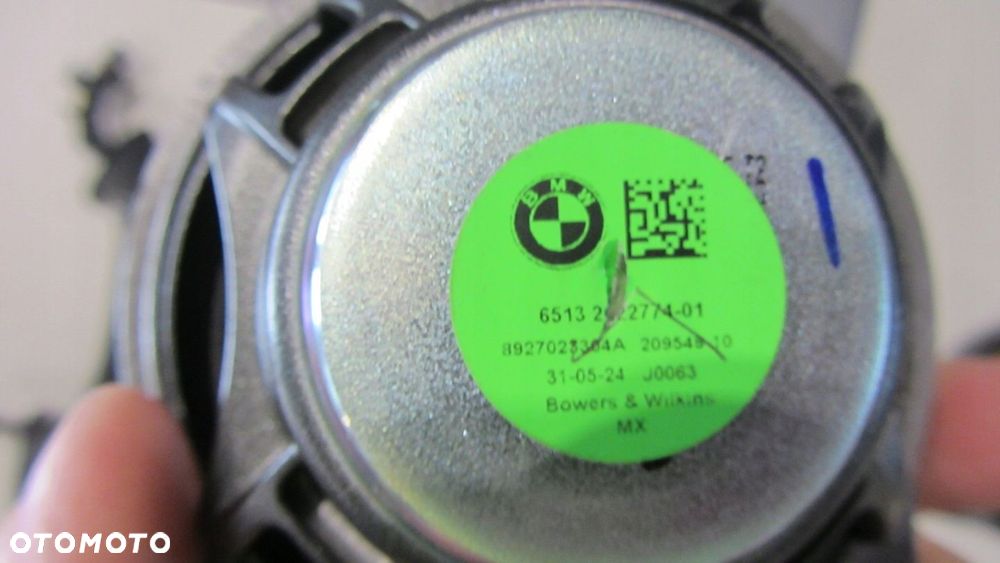 BMW
6513
8927023304A
31-05-24 J0063
Bowers & Wilkins
MX
OTOMOTO